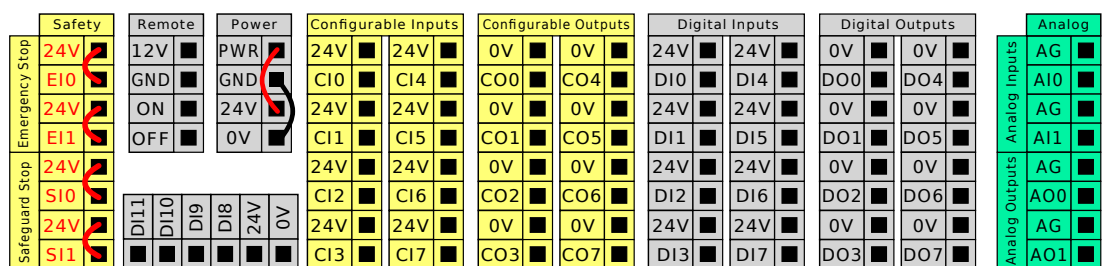 Safety
Emergency Stop
24V
EI0
24V
EI1
Safeguard Stop
24V
SI0
24V
SI1
Remote
12V
GND
ON
OFF
Power
PWR
GND
24V
0V
DI11
DI10
DI9
DI8
24V
0V
Configurable Inputs
24V 24V
CI0 CI4
24V 24V
CI1 CI5
24V 24V
CI2 CI6
24V 24V
CI3 CI7
Configurable Outputs
0V 0V
CO0 CO4
0V 0V
CO1 CO5
0V 0V
CO2 CO6
0V 0V
CO3 CO7
Digital Inputs
24V 24V
DI0 DI4
24V 24V
DI1 DI5
24V 24V
DI2 DI6
24V 24V
DI3 DI7
Digital Outputs
0V 0V
DO0 DO4
0V 0V
DO1 DO5
0V 0V
DO2 DO6
0V 0V
DO3 DO7
Analog
Analog Inputs
AG
AI0
AG
AI1
Analog Outputs
AG
AO0
AG
AO1